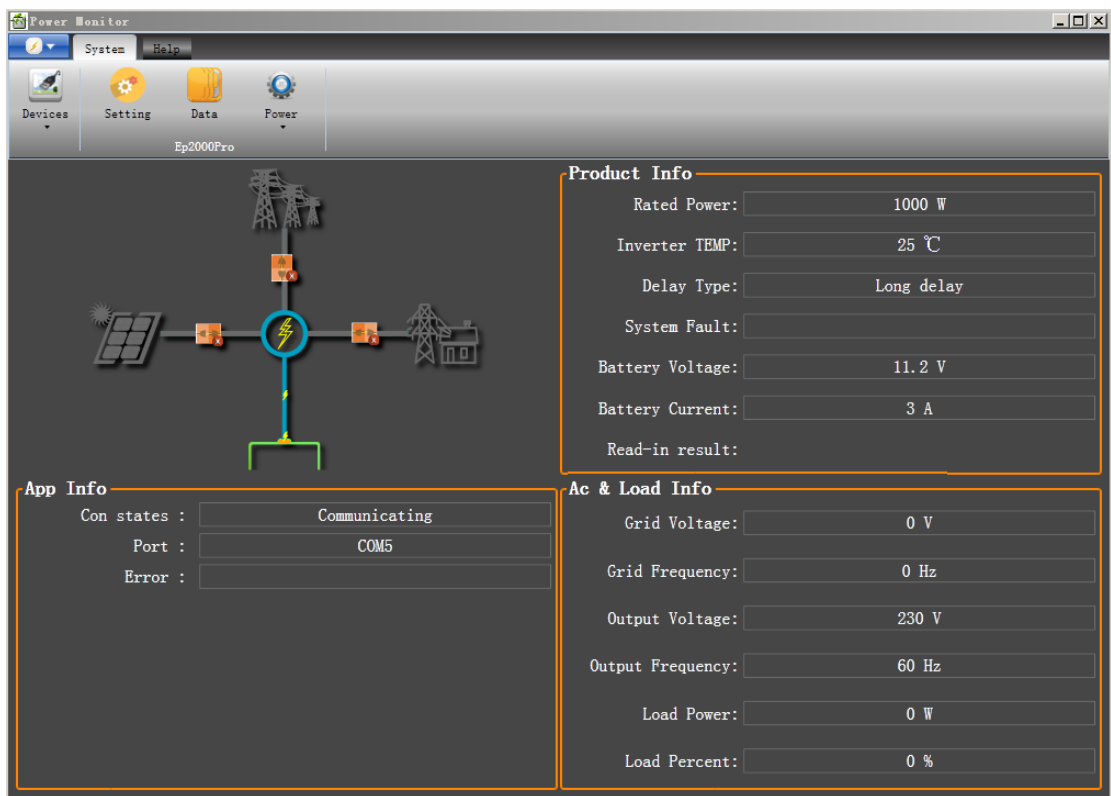 Power Monitor
System Help
Devices Setting Data Power
Ep2000Pro
Product Info
Rated Power: 1000 W
Inverter TEMP: 25 ℃
Delay Type: Long delay
System Fault:
Battery Voltage: 11.2 V
Battery Current: 3 A
Read-in result:
App Info
Con states : Communicating
Port : COM5
Error :
Ac & Load Info
Grid Voltage: 0 V
Grid Frequency: 0 Hz
Output Voltage: 230 V
Output Frequency: 60 Hz
Load Power: 0 W
Load Percent: 0 %